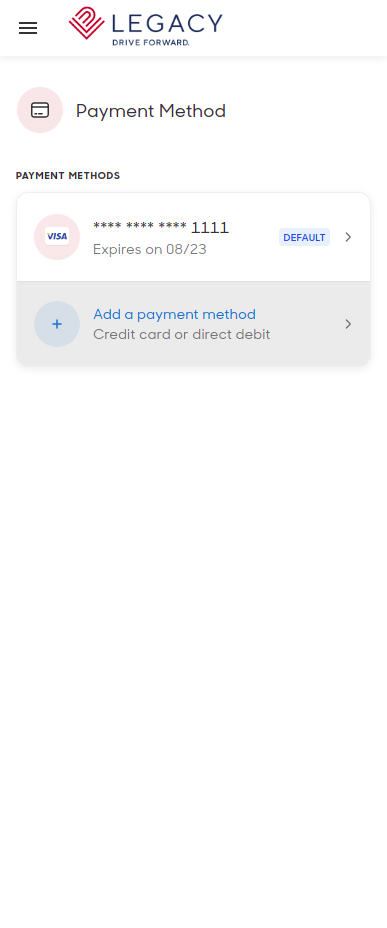 LEGACY
DRIVE FORWARD.
Payment Method
PAYMENT METHODS
VISA
**** **** **** 1111
Expires on 08/23
DEFAULT
Add a payment method
Credit card or direct debit